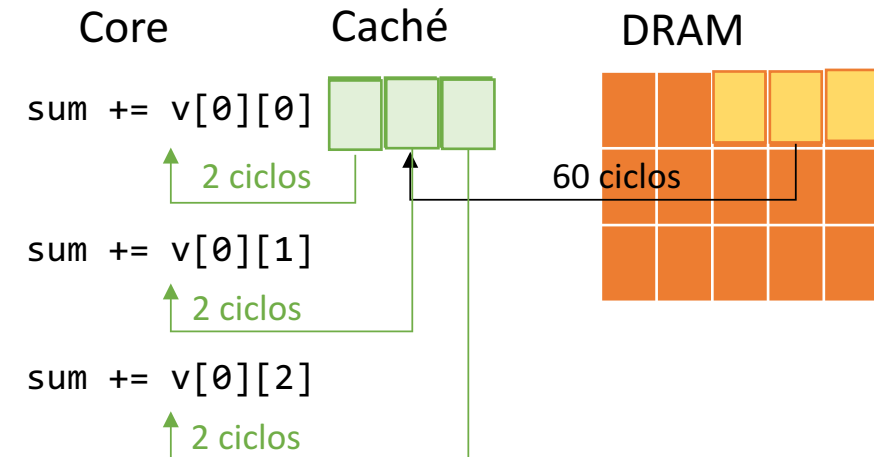 Core Caché DRAM
sum += v[0][0]
2 ciclos 60 ciclos
sum += v[0][1]
2 ciclos
sum += v[0][2]
2 ciclos